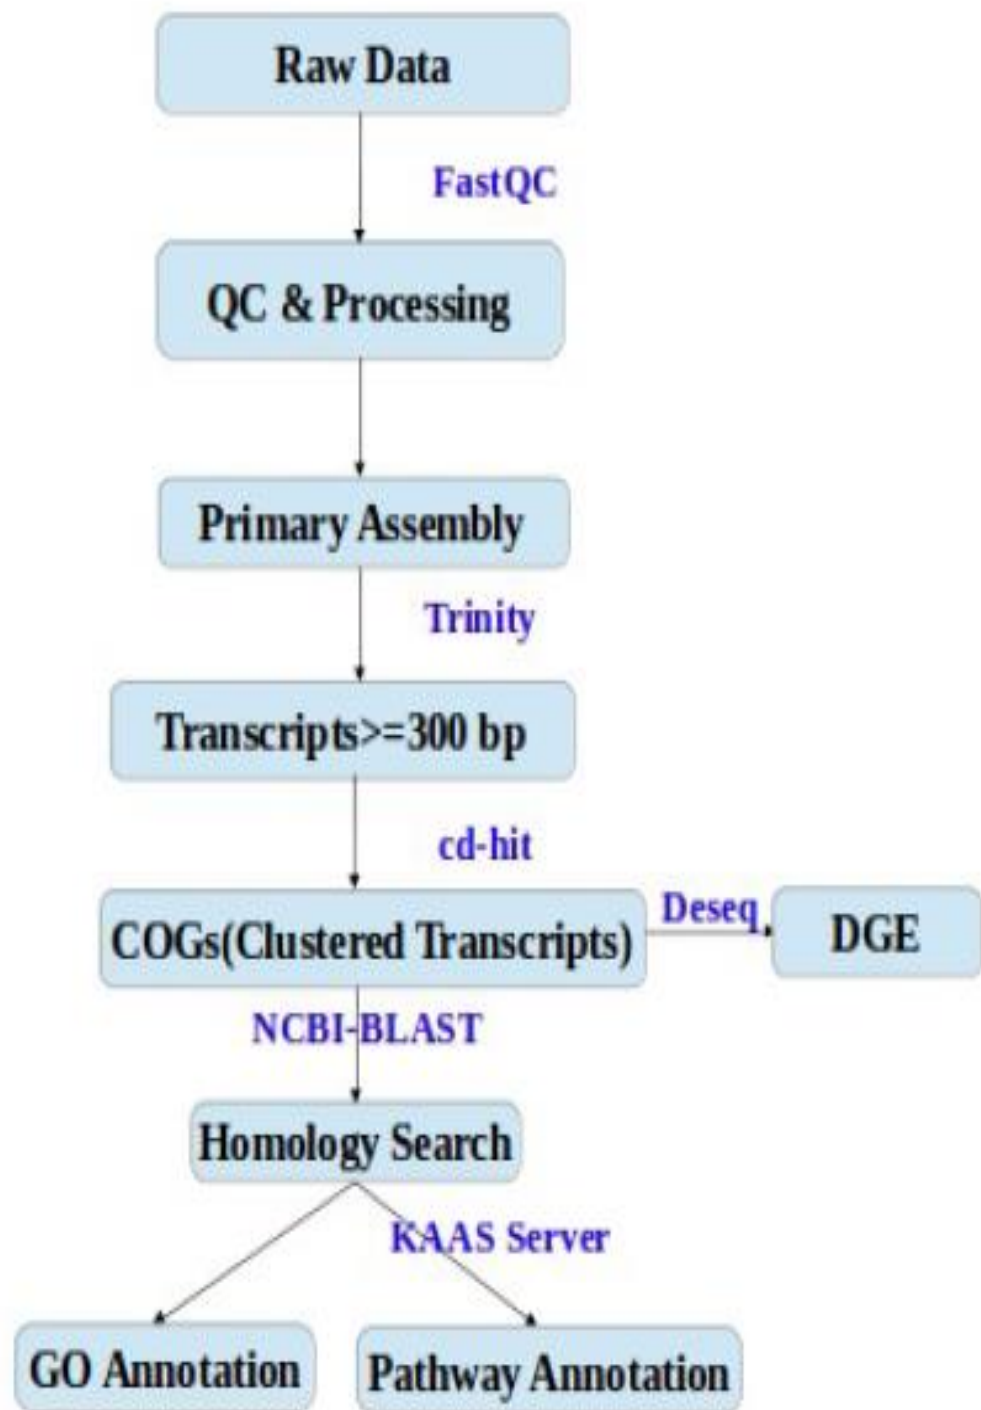 Raw Data
FastQC
QC & Processing
Primary Assembly
Trinity
Transcripts>=300 bp
cd-hit
COGs(Clustered Transcripts)
Deseq
DGE
NCBI-BLAST
Homology Search
KAAS Server
GO Annotation
Pathway Annotation